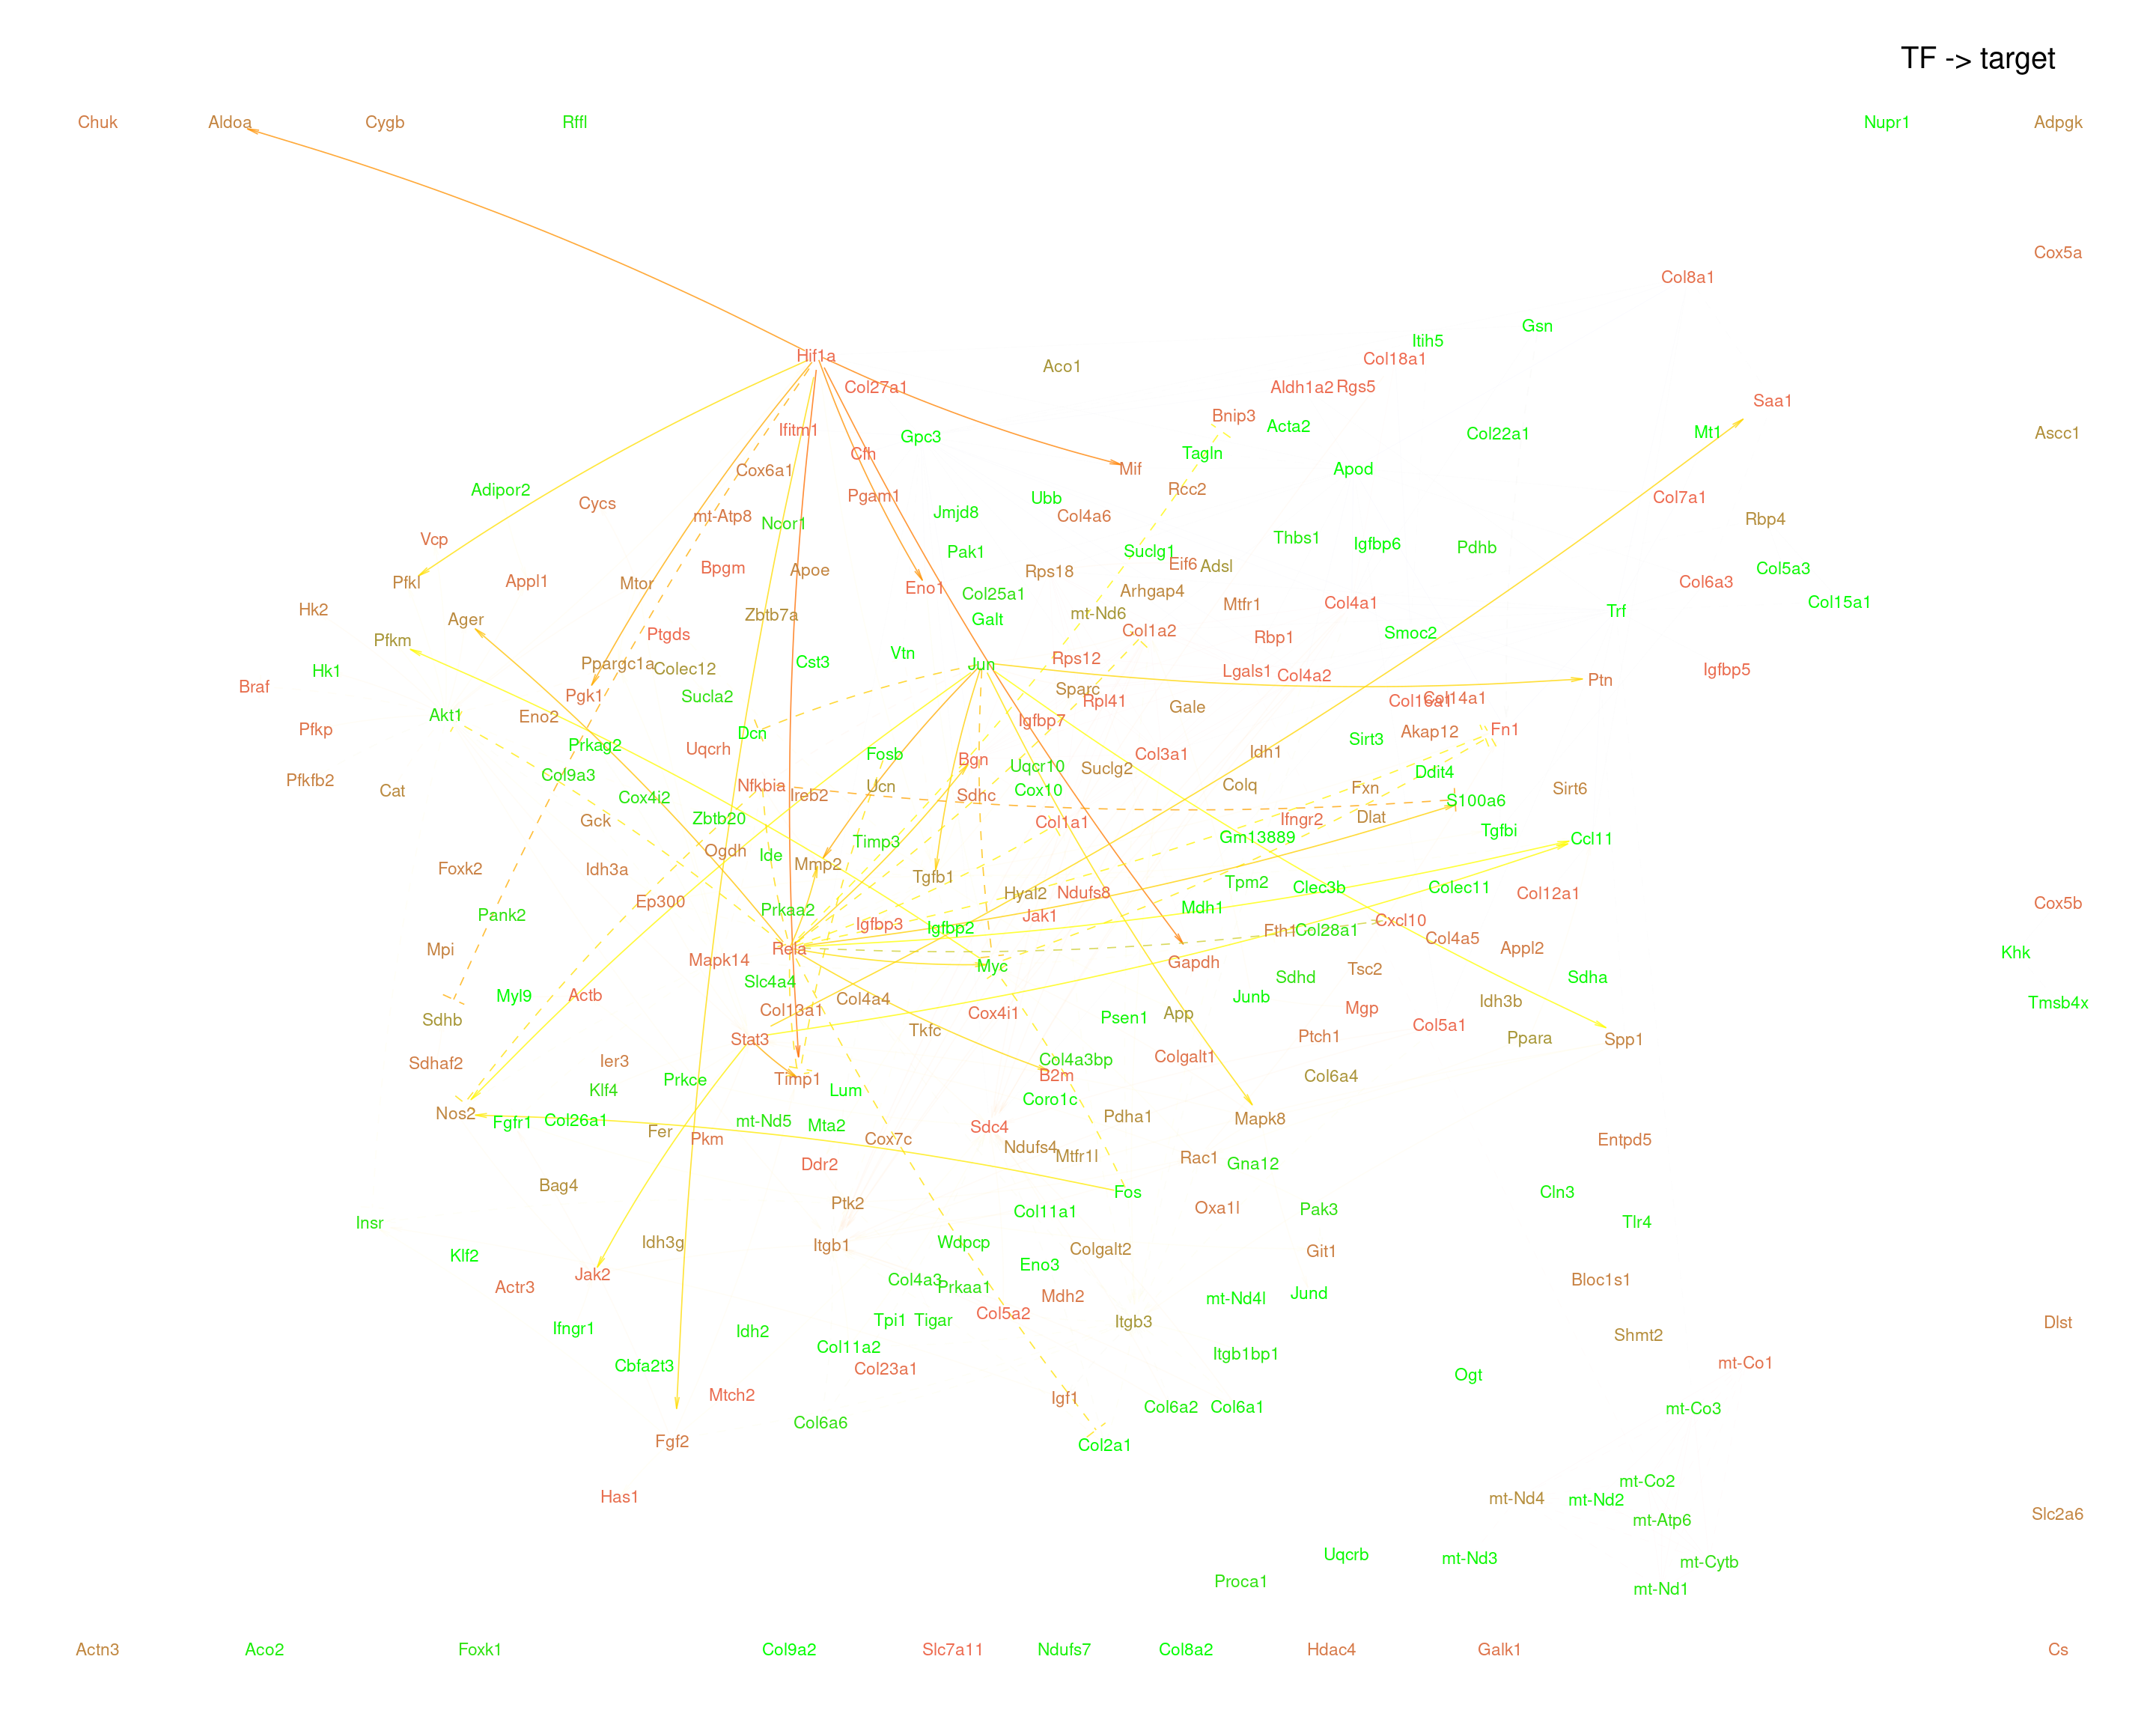 TF -> target
Chuk Aldoa Cygb Rffl Nupr1 Adpgk
Cox5a
Col8a1
Gsn
Itih5
Hif1a Col18a1
Aco1
Col27a1 Aldh1a2 Rgs5
Saa1
Bnip3
Ifitm1 Acta2
Gpc3 Col22a1 Mt1 Ascc1
Cfh Tagln
Cox6a1 Mif Apod
Adipor2 Pgam1 Ubb Rcc2 Col7a1
Cycs
mt-Atp8 Ncor1 Jmjd8 Col4a6 Rbp4
Vcp Thbs1
Pak1 Suclg1 Igfbp6 Pdhb
Bpgm Apoe Rps18 Eif6 Adsl Col5a3
Pfkl Appl1 Mtor Eno1 Arhgap4 Col6a3
Col25a1 Mtfr1 Col4a1 Col15a1
Hk2 Ager Zbtb7a Galt mt-Nd6 Trf
Pfkm Ptgds Col1a2 Rbp1 Smoc2
Hk1 Ppargc1a Colec12 Cst3 Vtn Jun Rps12 Lgals1 Col4a2 Igfbp5
Braf Pgk1 Sucla2 Sparc Ptn
Akt1 Eno2 Igfbp7 Rpl41 Gale Col16a1 Col14a1
Pfkp Dcn Akap12 Fn1
Prkag2 Uqcrh Fosb Bgn Col3a1 Idh1 Sirt3
Pfkfb2 Cat Col9a3 Nfkbia Ucn Uqcr10 Suclg2 Ddit4
Cox4i2 Ireb2 Sdhc Cox10 Colq Fxn S100a6 Sirt6
Gck Zbtb20 Col1a1 Ifngr2 Dlat
Timp3 Gm13889 Tgfbi Ccl11
Foxk2 Idh3a Ogdh Ide Mmp2 Tgfb1
Ep300 Prkaa2 Hyal2 Ndufs8 Tpm2 Clec3b Colec11 Col12a1
Pank2 Igfbp3 Igfbp2 Jak1 Mdh1 Cxcl10 Cox5b
Mpi Rela Fth1 Col28a1 Col4a5 Appl2 Khk
Mapk14 Myc Gapdh Tsc2
Myl9 Actb Slc4a4 Sdhd Sdha
Sdhb Col13a1 Col4a4 Cox4i1 Psen1 App Junb Mgp Idh3b Tmsb4x
Stat3 Tkfc Ptch1 Col5a1 Ppara Spp1
Sdhaf2 Ier3 Col4a3bp Colgalt1
Klf4 Prkce Timp1 Lum B2m Col6a4
Nos2 Coro1c
Fgfr1 Col26a1 mt-Nd5 Mta2 Sdc4 Pdha1 Mapk8
Fer Pkm Cox7c Ndufs4 Entpd5
Ddr2 Mtfr1l Rac1 Gna12
Bag4 Ptk2 Fos Cln3
Insr Col11a1 Oxa1l Pak3 Tlr4
Klf2 Idh3g Itgb1 Wdpcp Colgalt2 Git1
Actr3 Jak2 Col4a3 Prkaa1 Eno3 Bloc1s1
Mdh2 mt-Nd4l Jund
Ifngr1 Idh2 Tpi1 Tigar Col5a2 Itgb3 Dlst
Cbfa2t3 Col11a2 Itgb1bp1 Shmt2
Col23a1 Ogt mt-Co1
Mtch2 Igf1
Col6a6 Col6a2 Col6a1 mt-Co3
Fgf2 Col2a1
Has1 mt-Nd4 mt-Nd2 mt-Co2
mt-Atp6 Slc2a6
Uqcrb mt-Nd3 mt-Cytb
Proca1 mt-Nd1
Actn3 Aco2 Foxk1 Col9a2 Slc7a11 Ndufs7 Col8a2 Hdac4 Galk1 Cs